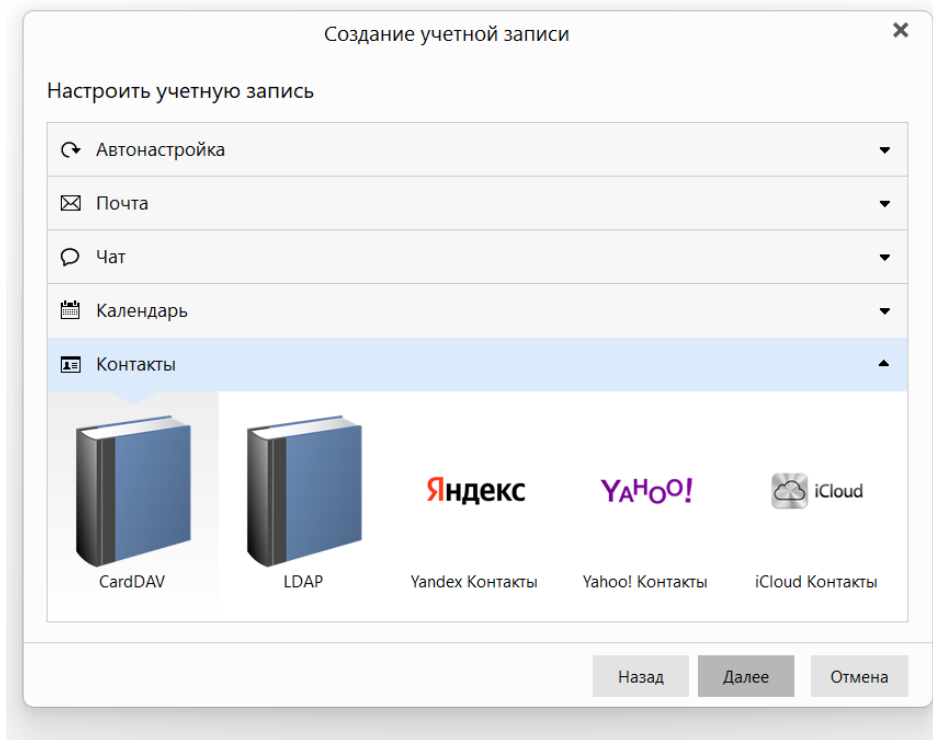 Создание учетной записи
Настроить учетную запись
Автонастройка
Почта
Чат
Календарь
Контакты
Яндекс YAHOO! iCloud
CardDAV LDAP Yandex Контакты Yahoo! Контакты iCloud Контакты
Назад Далее Отмена